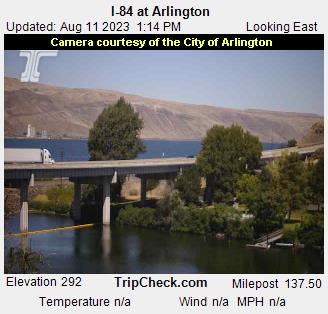 I-84 at Arlington
Updated: Aug 11 2023 1:14 PM Looking East
Camera courtesy of the City of Arlington
Elevation 292 TripCheck.com Milepost 137.50
Temperature n/a Wind n/a MPH n/a